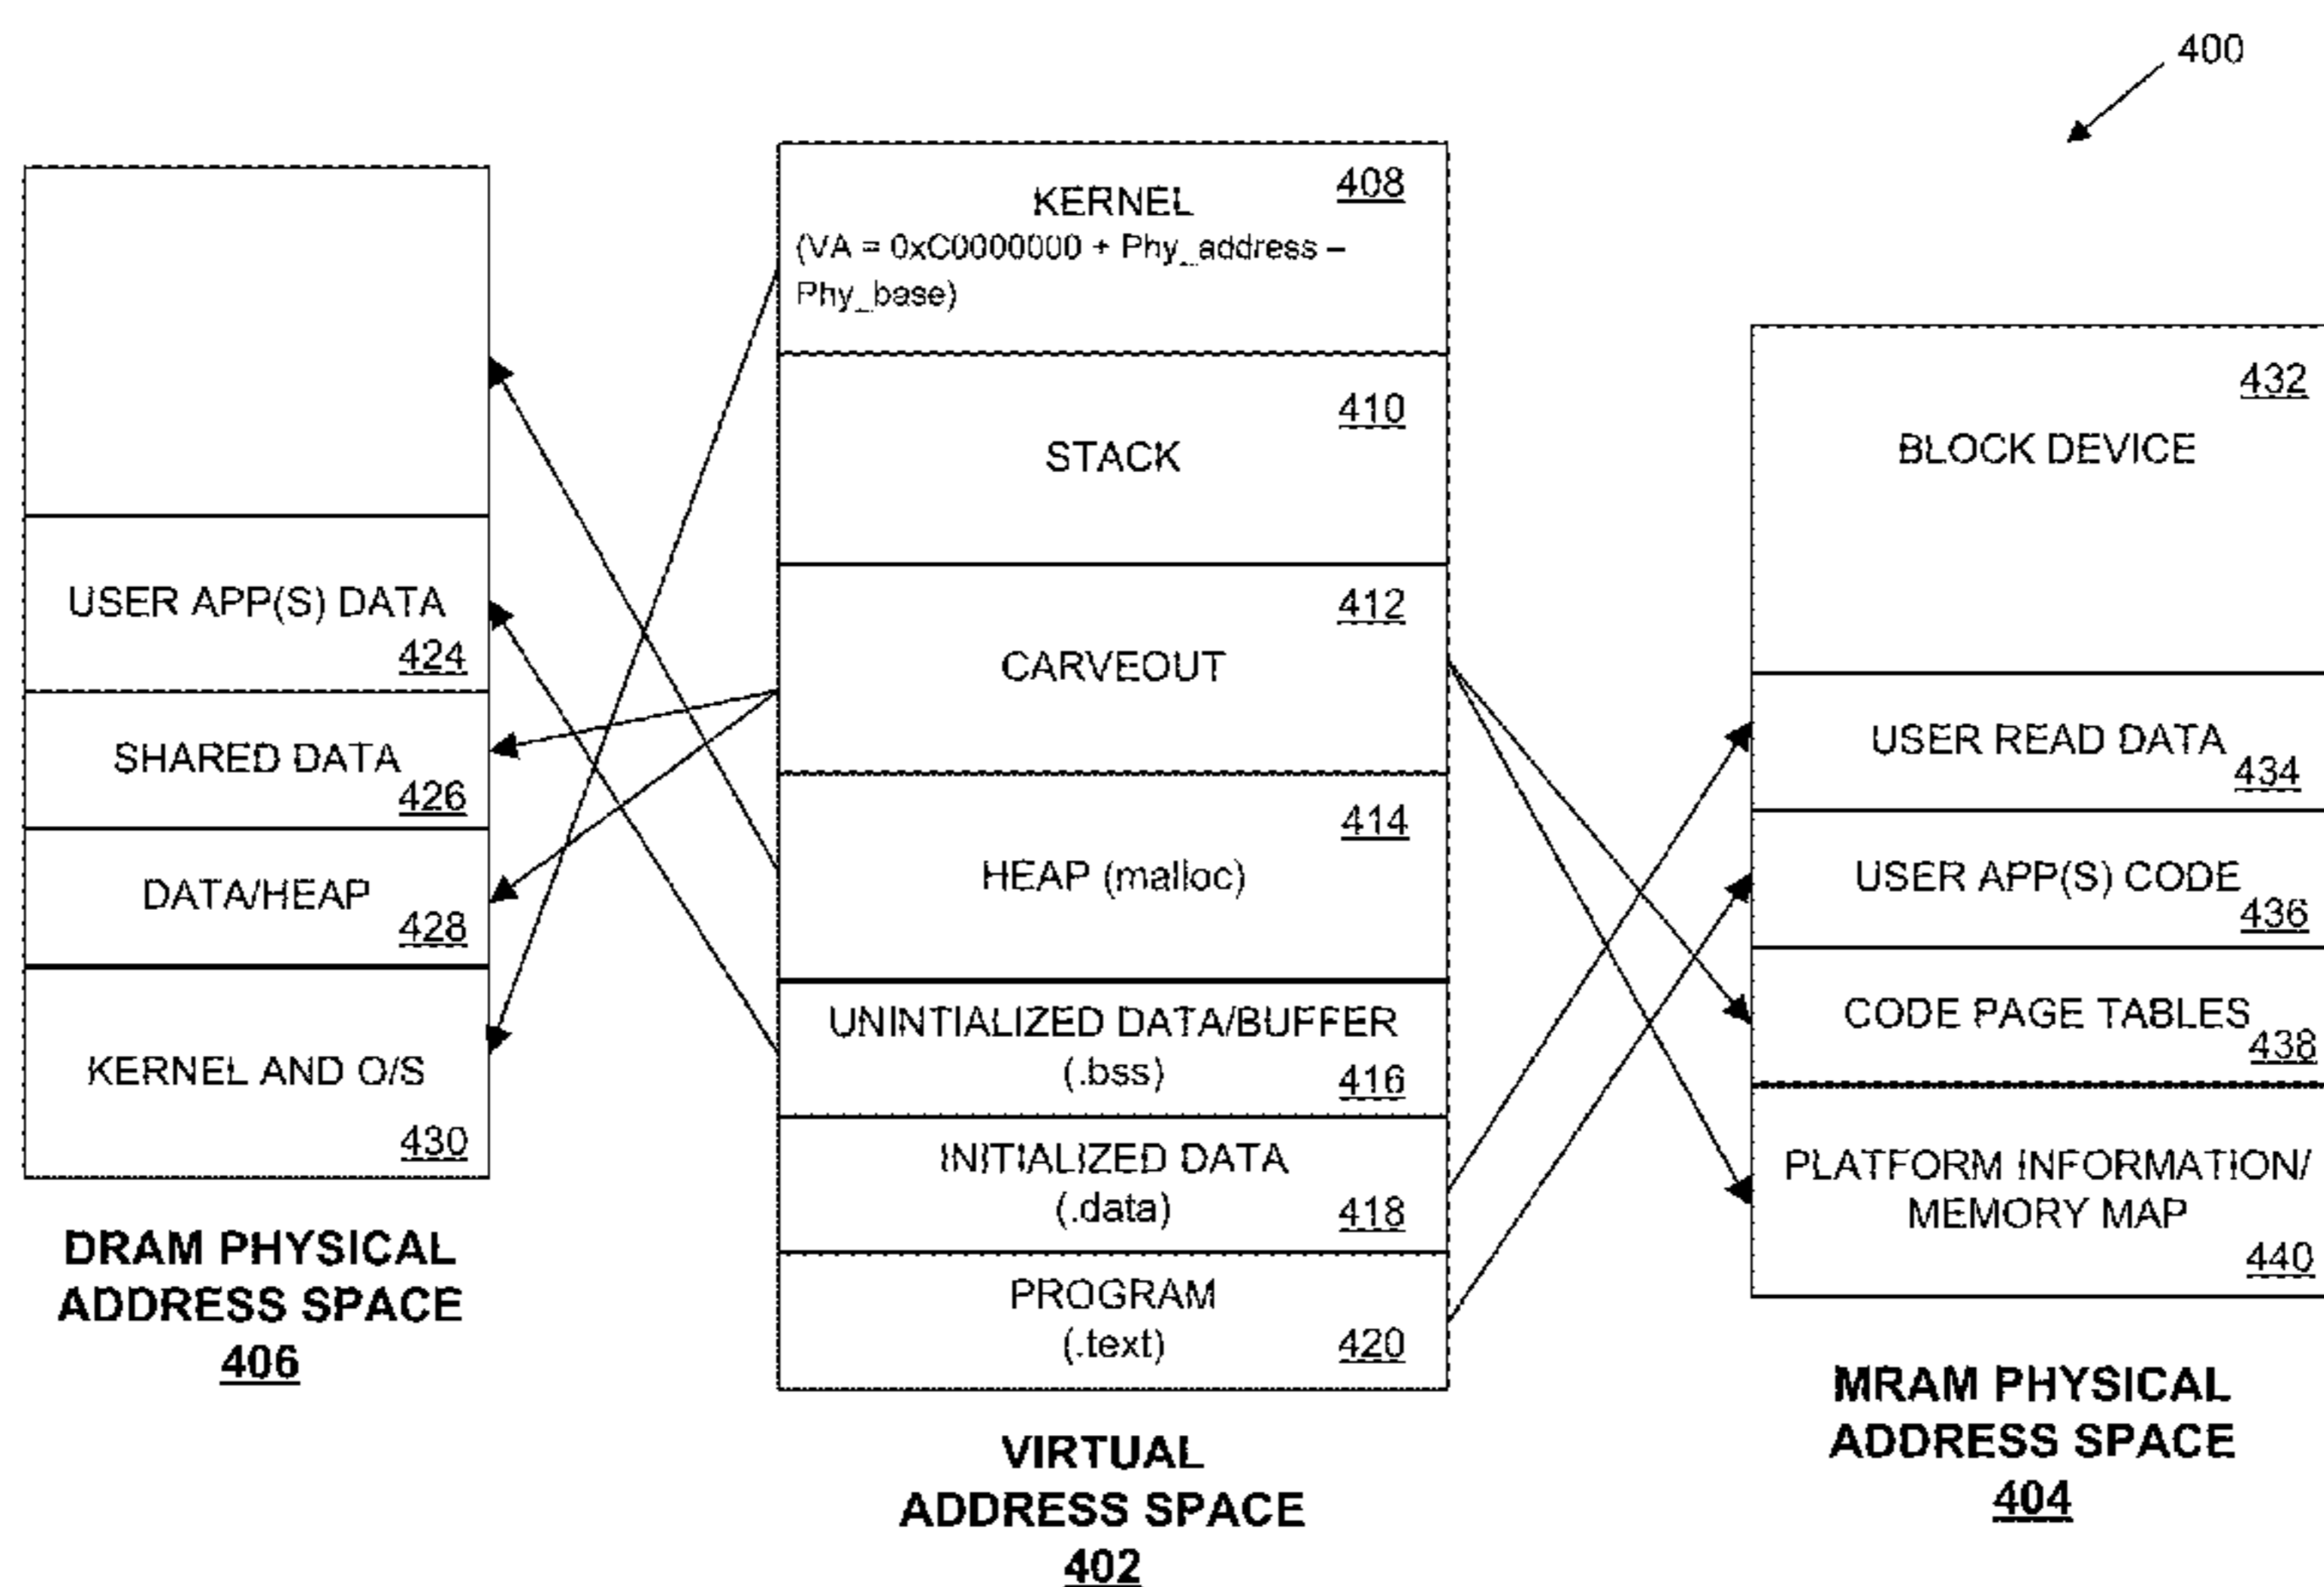 400
KERNEL
408
(VA = 0xC0000000 + Phy_address –
Phy_base)
STACK
410
CARVEOUT
412
HEAP (malloc)
414
UNINTIALIZED DATA/BUFFER
(.bss)
416
INITIALIZED DATA
(.data)
418
PROGRAM
(.text)
420
VIRTUAL
ADDRESS SPACE
402
USER APP(S) DATA
424
SHARED DATA
426
DATA/HEAP
428
KERNEL AND O/S
430
DRAM PHYSICAL
ADDRESS SPACE
406
432
BLOCK DEVICE
USER READ DATA
434
USER APP(S) CODE
436
CODE PAGE TABLES
438
PLATFORM INFORMATION/
MEMORY MAP
440
MRAM PHYSICAL
ADDRESS SPACE
404